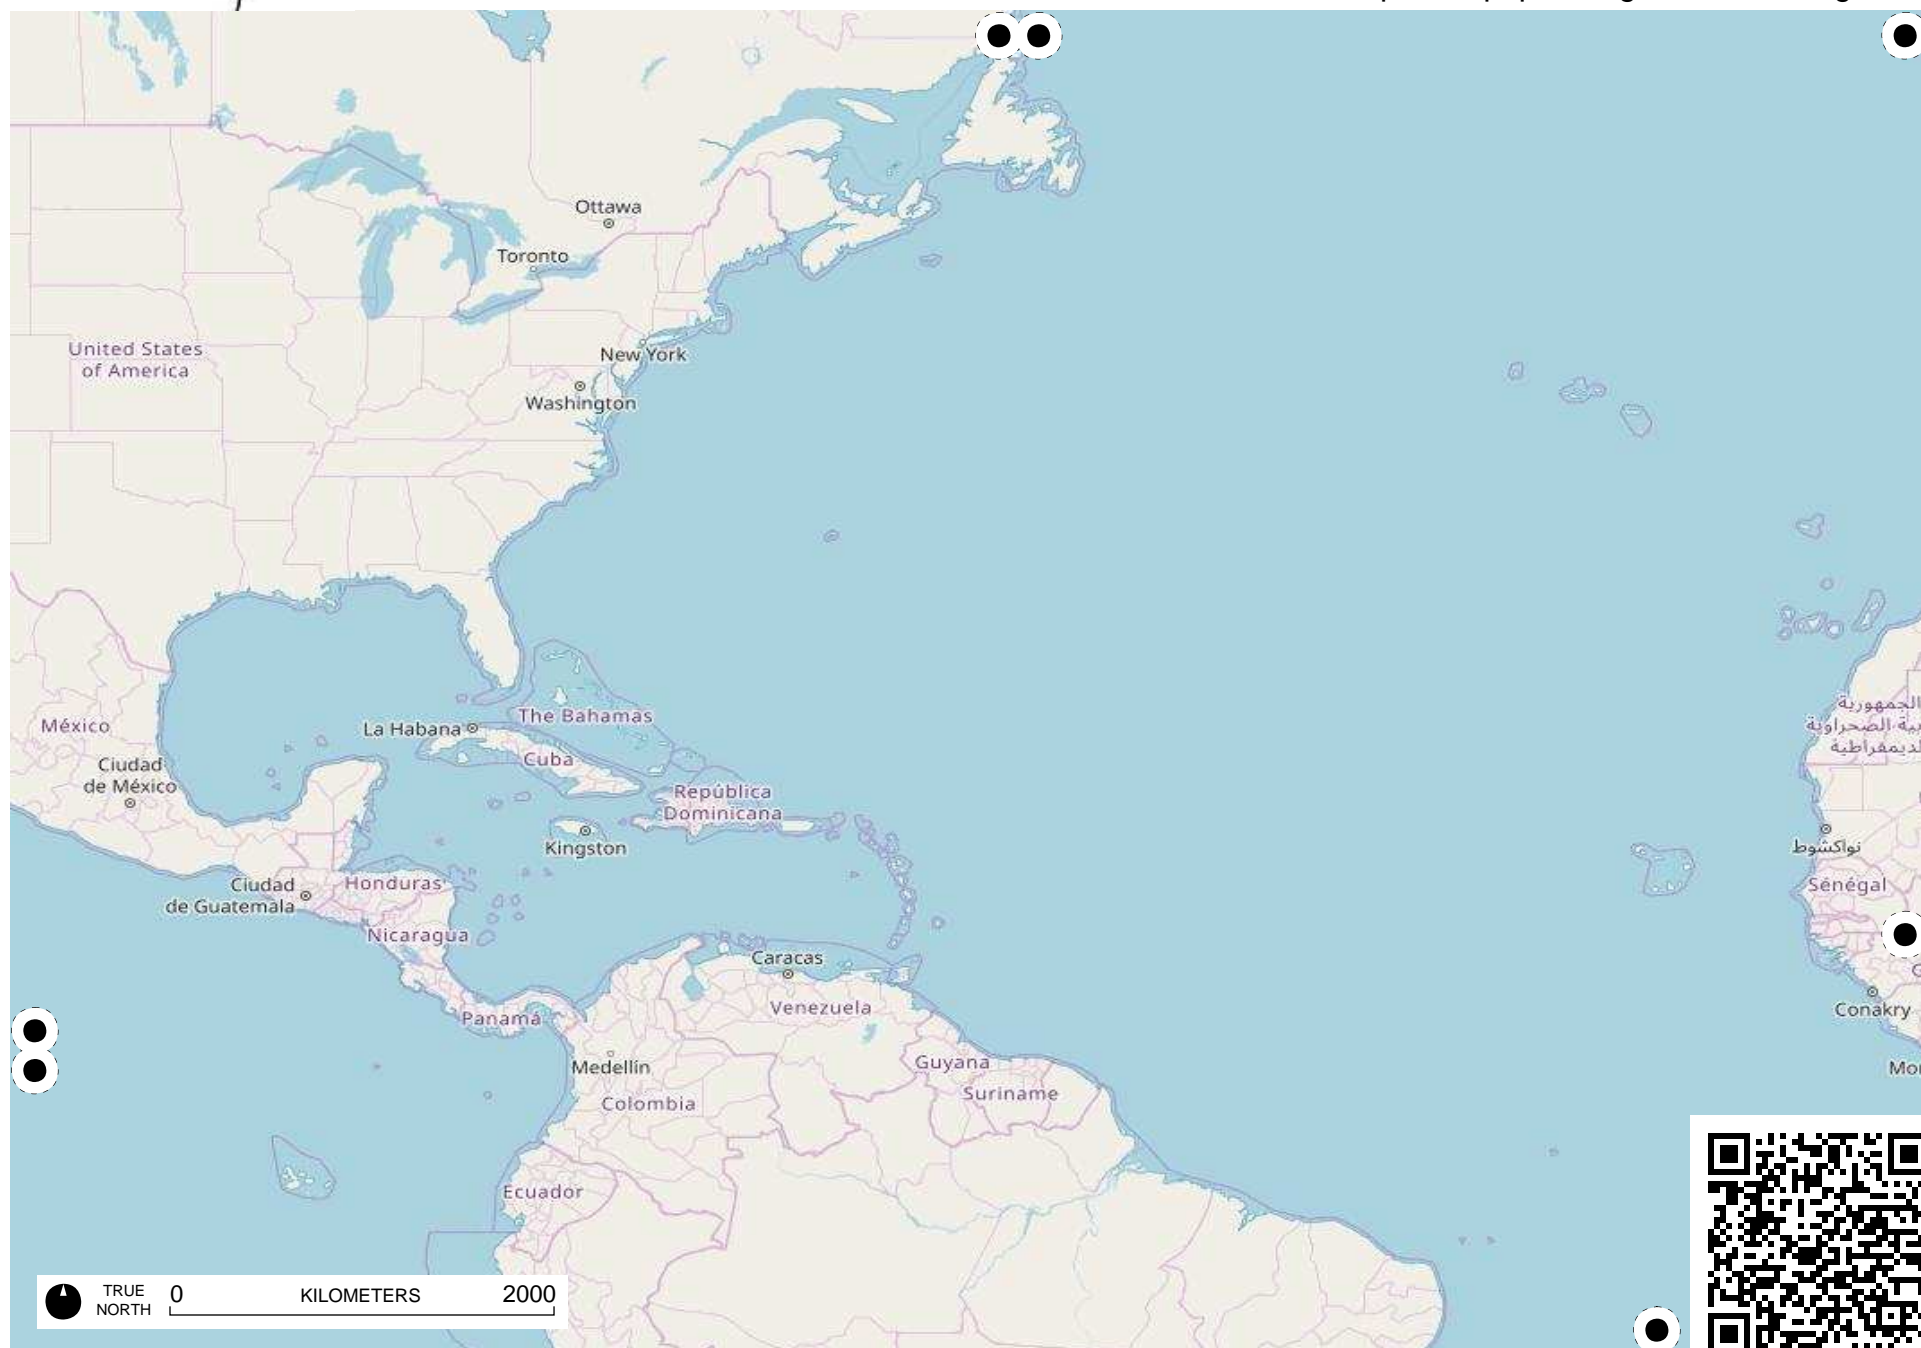 Ottawa
Toronto
United States
of America
New York
Washington
The Bahamas
La Habana
México
Cuba
Ciudad
de México
República
Dominicana
Kingston
Ciudad
de Guatemala
Honduras
Nicaragua
نواكشوط
Sénégal
Caracas
Venezuela
Panamá
Conakry
Medellín
Guyana
Suriname
Colombia
Ecuador
TRUE
NORTH
0
KILOMETERS
2000